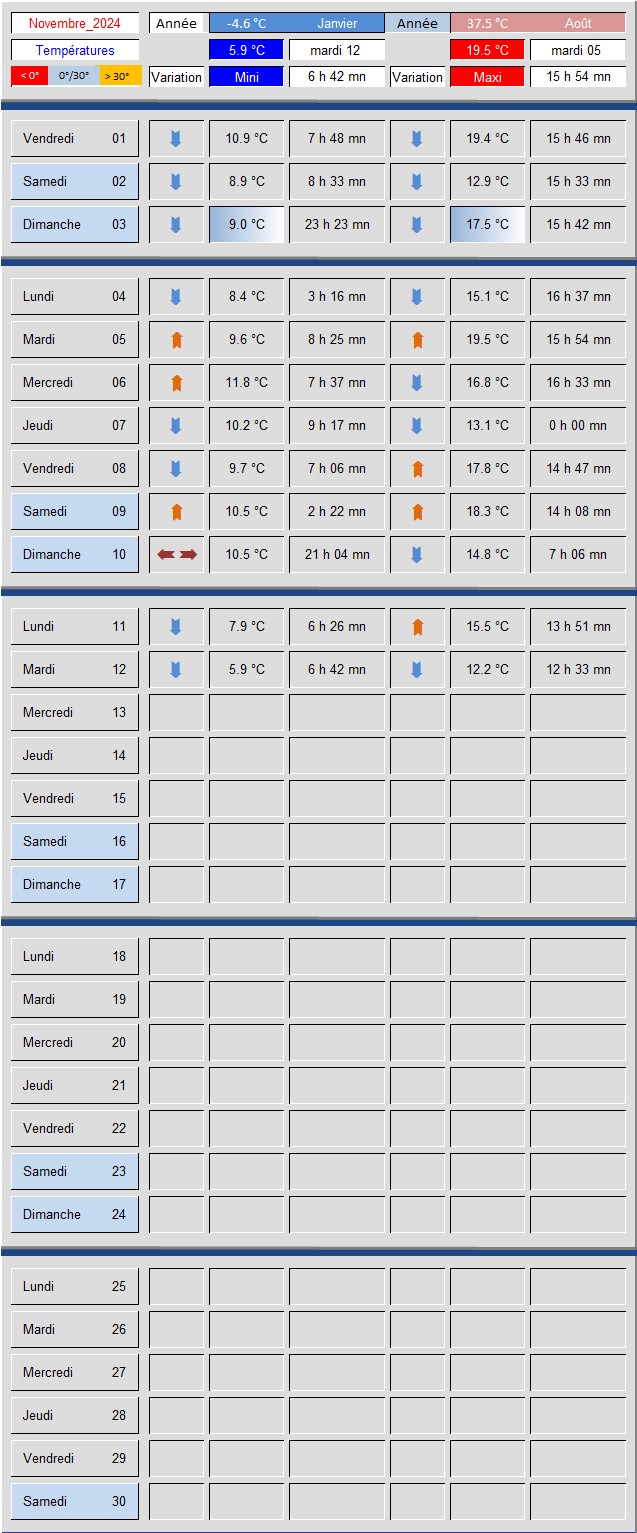 Novembre_2024 Année -4.6 °C Janvier Année 37.5 °C Août
Températures 5.9 °C mardi 12 19.5 °C mardi 05
< 0° 0°/30° > 30° Variation Mini 6 h 42 mn Variation Maxi 15 h 54 mn
Vendredi 01 10.9 °C 7 h 48 mn 19.4 °C 15 h 46 mn
Samedi 02 8.9 °C 8 h 33 mn 12.9 °C 15 h 33 mn
Dimanche 03 9.0 °C 23 h 23 mn 17.5 °C 15 h 42 mn
Lundi 04 8.4 °C 3 h 16 mn 15.1 °C 16 h 37 mn
Mardi 05 9.6 °C 8 h 25 mn 19.5 °C 15 h 54 mn
Mercredi 06 11.8 °C 7 h 37 mn 16.8 °C 16 h 33 mn
Jeudi 07 10.2 °C 9 h 17 mn 13.1 °C 0 h 00 mn
Vendredi 08 9.7 °C 7 h 06 mn 17.8 °C 14 h 47 mn
Samedi 09 10.5 °C 2 h 22 mn 18.3 °C 14 h 08 mn
Dimanche 10 10.5 °C 21 h 04 mn 14.8 °C 7 h 06 mn
Lundi 11 7.9 °C 6 h 26 mn 15.5 °C 13 h 51 mn
Mardi 12 5.9 °C 6 h 42 mn 12.2 °C 12 h 33 mn
Mercredi 13
Jeudi 14
Vendredi 15
Samedi 16
Dimanche 17
Lundi 18
Mardi 19
Mercredi 20
Jeudi 21
Vendredi 22
Samedi 23
Dimanche 24
Lundi 25
Mardi 26
Mercredi 27
Jeudi 28
Vendredi 29
Samedi 30